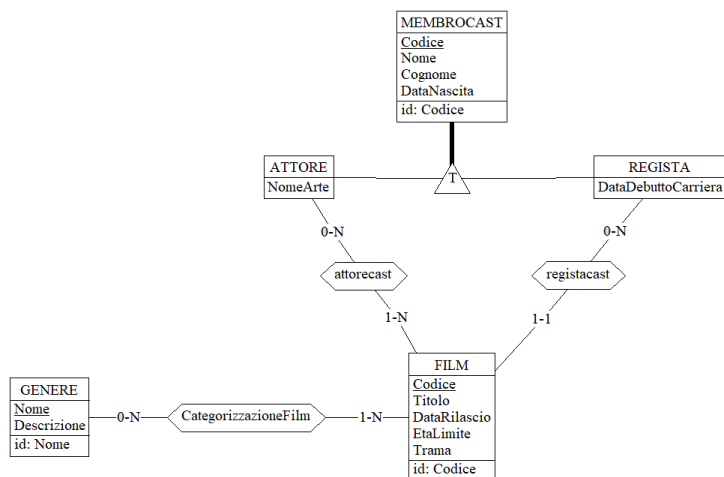 MEMBROCAST
Codice
Nome
Cognome
DataNascita
id: Codice
ATTORE
NomeArte
T
REGISTA
DataDebuttoCarriera
0-N
0-N
attorecast
registacast
1-N
1-1
FILM
Codice
Titolo
DataRilascio
EtaLimite
Trama
id: Codice
GENERE
Nome
Descrizione
id: Nome
0-N
CategorizzazioneFilm
1-N